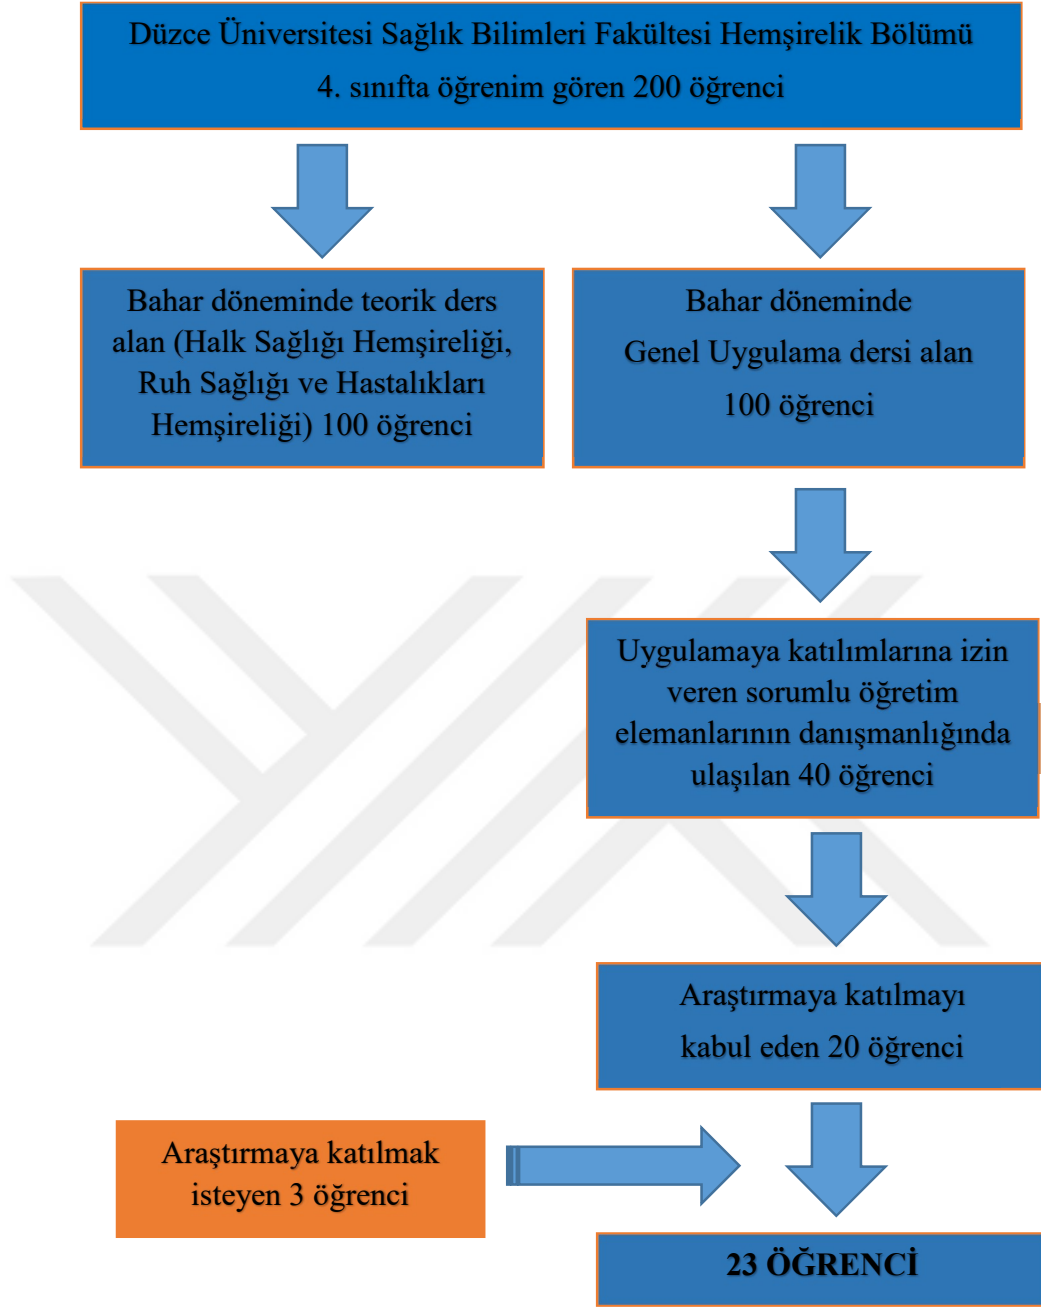 Düzce Üniversitesi Sağlık Bilimleri Fakültesi Hemşirelik Bölümü
4. sınıfta öğrenim gören 200 öğrenci
Bahar döneminde teorik ders
alan (Halk Sağlığı Hemşireliği,
Ruh Sağlığı ve Hastalıkları
Hemşireliği) 100 öğrenci
Bahar döneminde
Genel Uygulama dersi alan
100 öğrenci
Uygulamaya katılımlarına izin
veren sorumlu öğretim
elemanlarının danışmanlığında
ulaşılan 40 öğrenci
Araştırmaya katılmayı
kabul eden 20 öğrenci
Araştırmaya katılmak
isteyen 3 öğrenci
23 ÖĞRENCİ